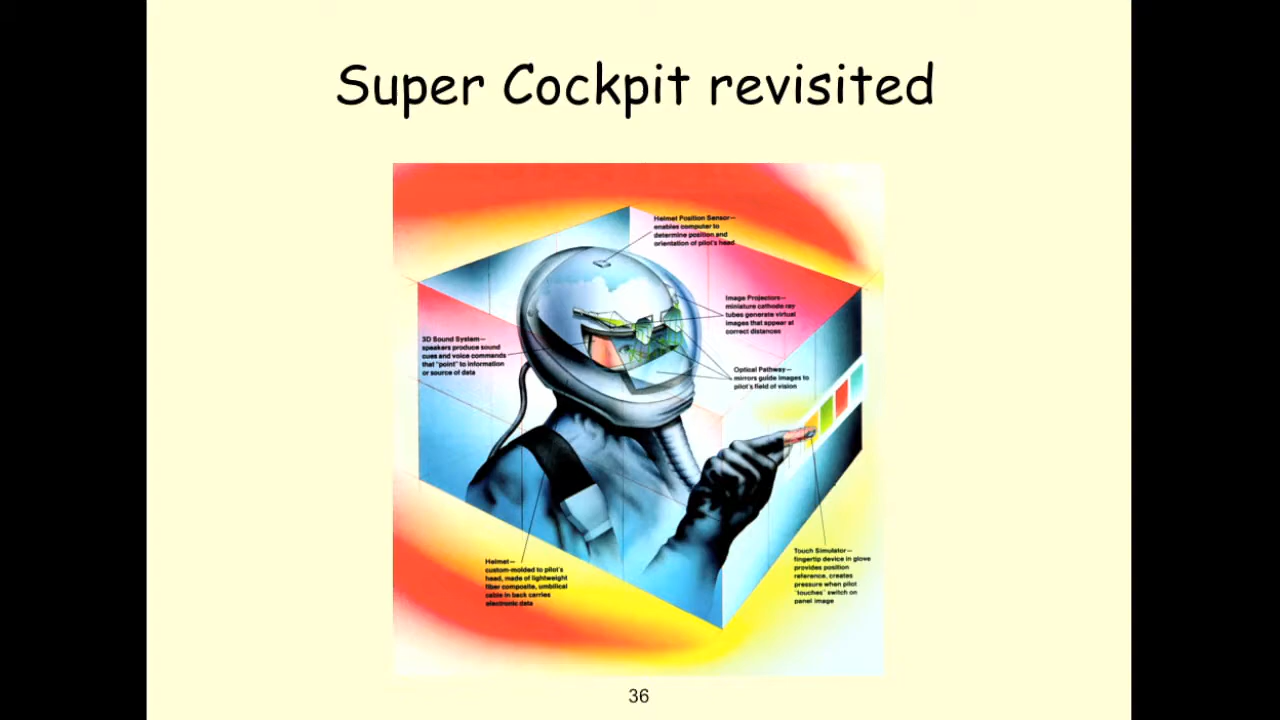 Super Cockpit revisited
Helmet Position Sensor—
enables computer to
determine position and
orientation of pilot's head
Image Projectors—
miniature cathode ray
tubes generate virtual
images that appear at
correct distances
3D Sound System—
speakers produce sound
cues and voice commands
that "point" to information
or source of data
Optical Pathway—
mirrors guide images to
pilot's field of vision
Helmet—
custom-molded to pilot's
head, made of lightweight
fiber composite, umbilical
cable in back carries
electronic data
Touch Simulator—
fingertip device in glove
provides position
reference, creates
pressure when pilot
"touches" switch on
panel image
36